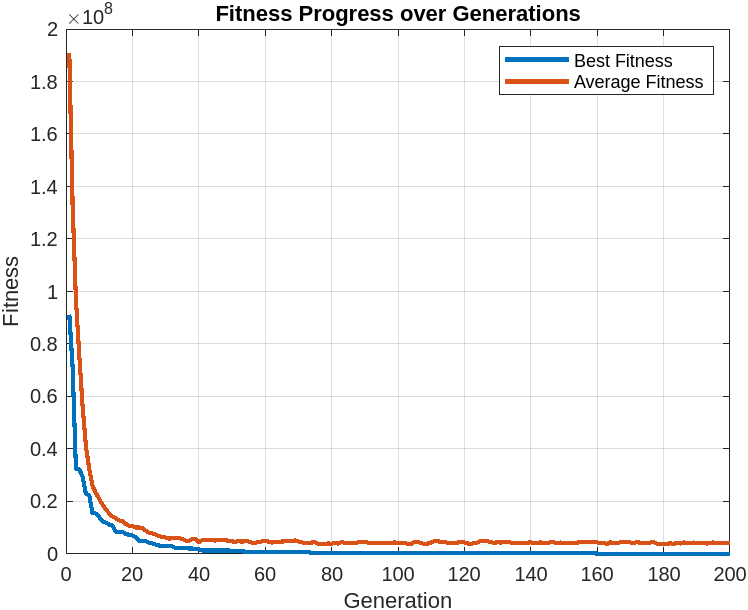 Fitness Progress over Generations
×10^8
2
1.8
1.6
1.4
1.2
1
0.8
0.6
0.4
0.2
0
Fitness
Best Fitness
Average Fitness
0 20 40 60 80 100 120 140 160 180 200
Generation